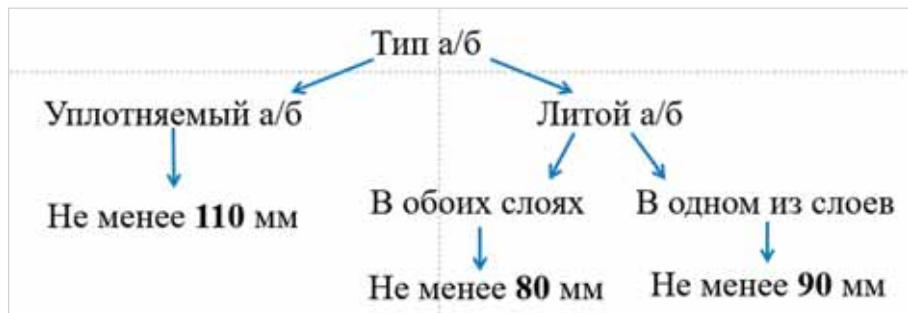 Тип а/б
Уплотняемый а/б
Литой а/б
Не менее 110 мм
В обоих слоях
В одном из слоев
Не менее 80 мм
Не менее 90 мм